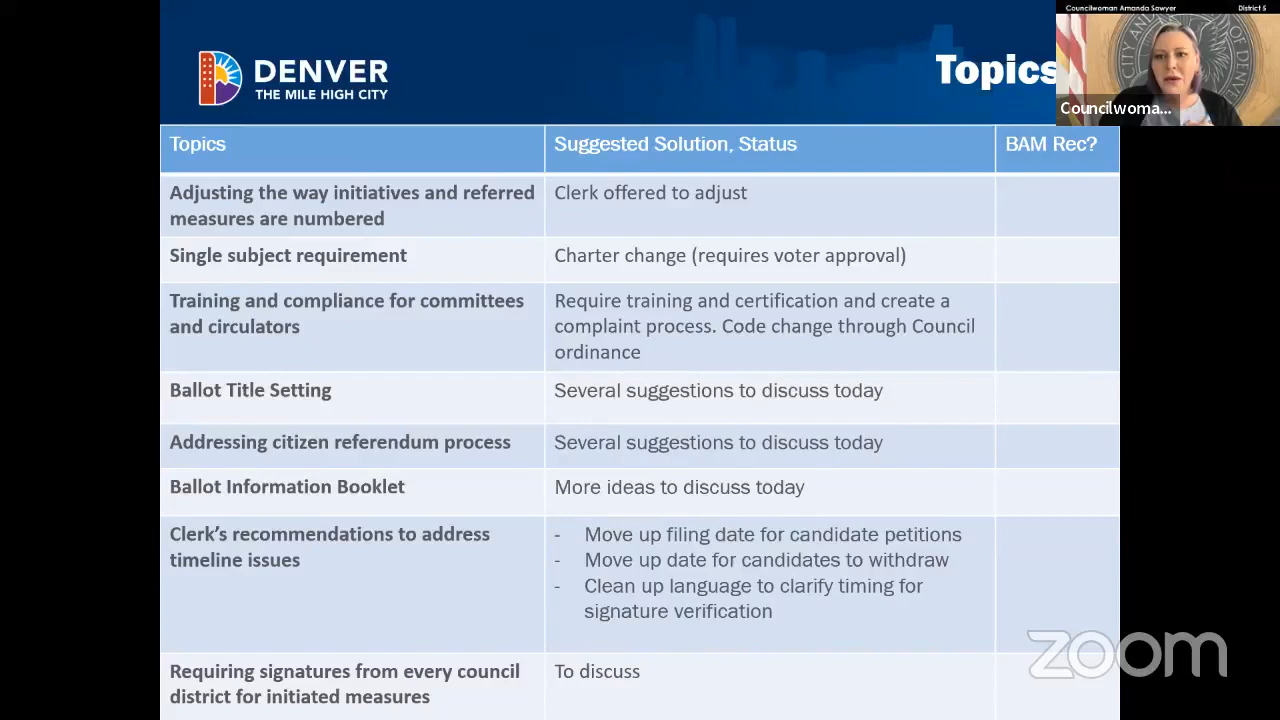 Councilwoman Amanda Sawyer District 5
Councilwoma...
DENVER
THE MILE HIGH CITY
Topics
Topics Suggested Solution, Status BAM Rec?
Adjusting the way initiatives and referred
measures are numbered
Clerk offered to adjust
Single subject requirement
Charter change (requires voter approval)
Training and compliance for committees
and circulators
Require training and certification and create a
complaint process. Code change through Council
ordinance
Ballot Title Setting
Several suggestions to discuss today
Addressing citizen referendum process
Several suggestions to discuss today
Ballot Information Booklet
More ideas to discuss today
Clerk’s recommendations to address
timeline issues
- Move up filing date for candidate petitions
- Move up date for candidates to withdraw
- Clean up language to clarify timing for
signature verification
Requiring signatures from every council
district for initiated measures
To discuss
zoom